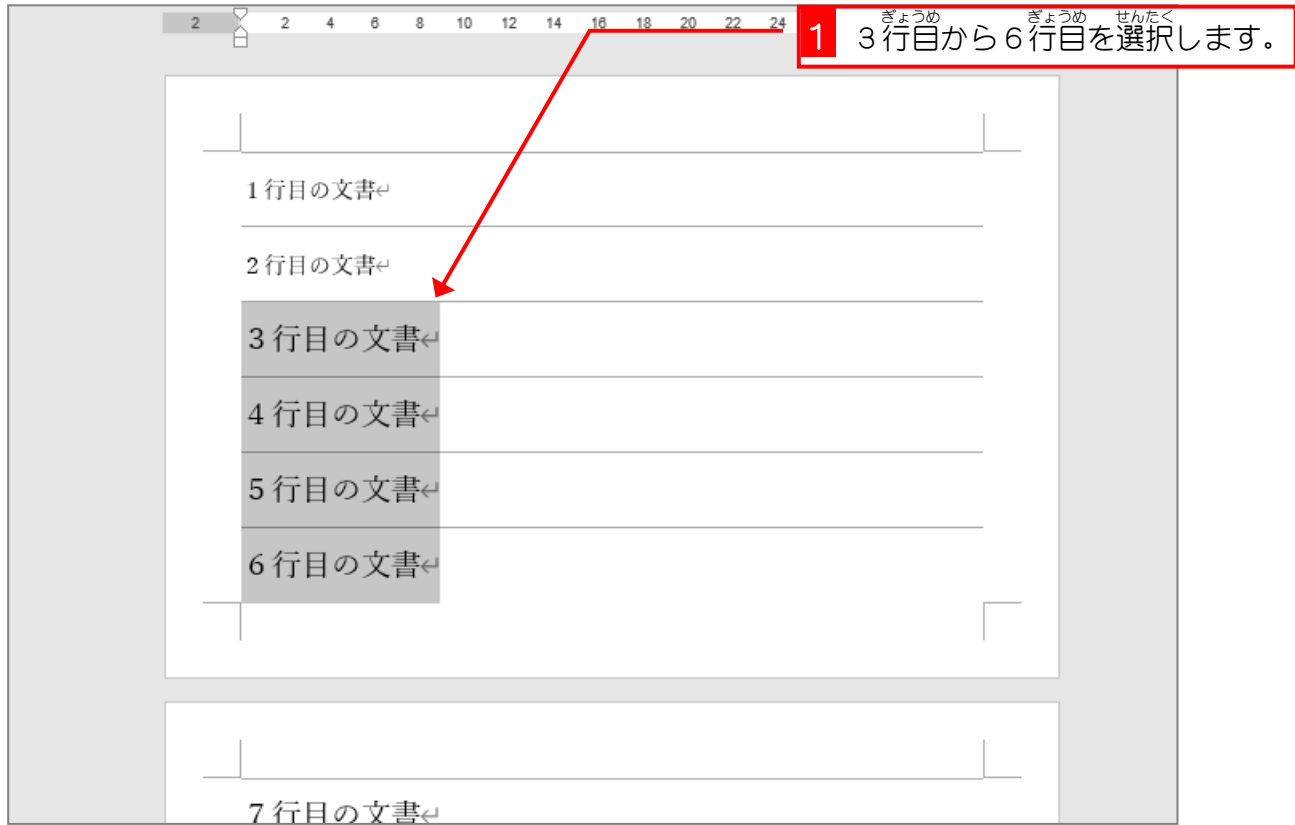 2 2 4 6 8 10 12 14 16 18 20 22 24
ぎょうめ ぎょうめ せんたく
1 3行目から6行目を選択します。
1行目の文書↵
2行目の文書↵
3行目の文書↵
4行目の文書↵
5行目の文書↵
6行目の文書↵
7行目の文書↵